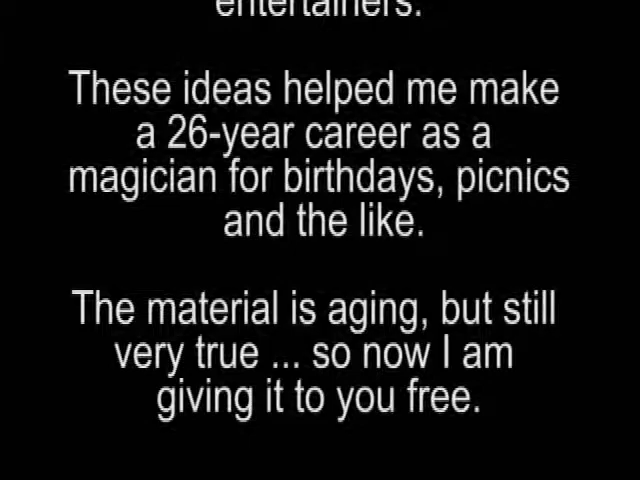 entertainers.
These ideas helped me make
a 26-year career as a
magician for birthdays, picnics
and the like.
The material is aging, but still
very true ... so now I am
giving it to you free.